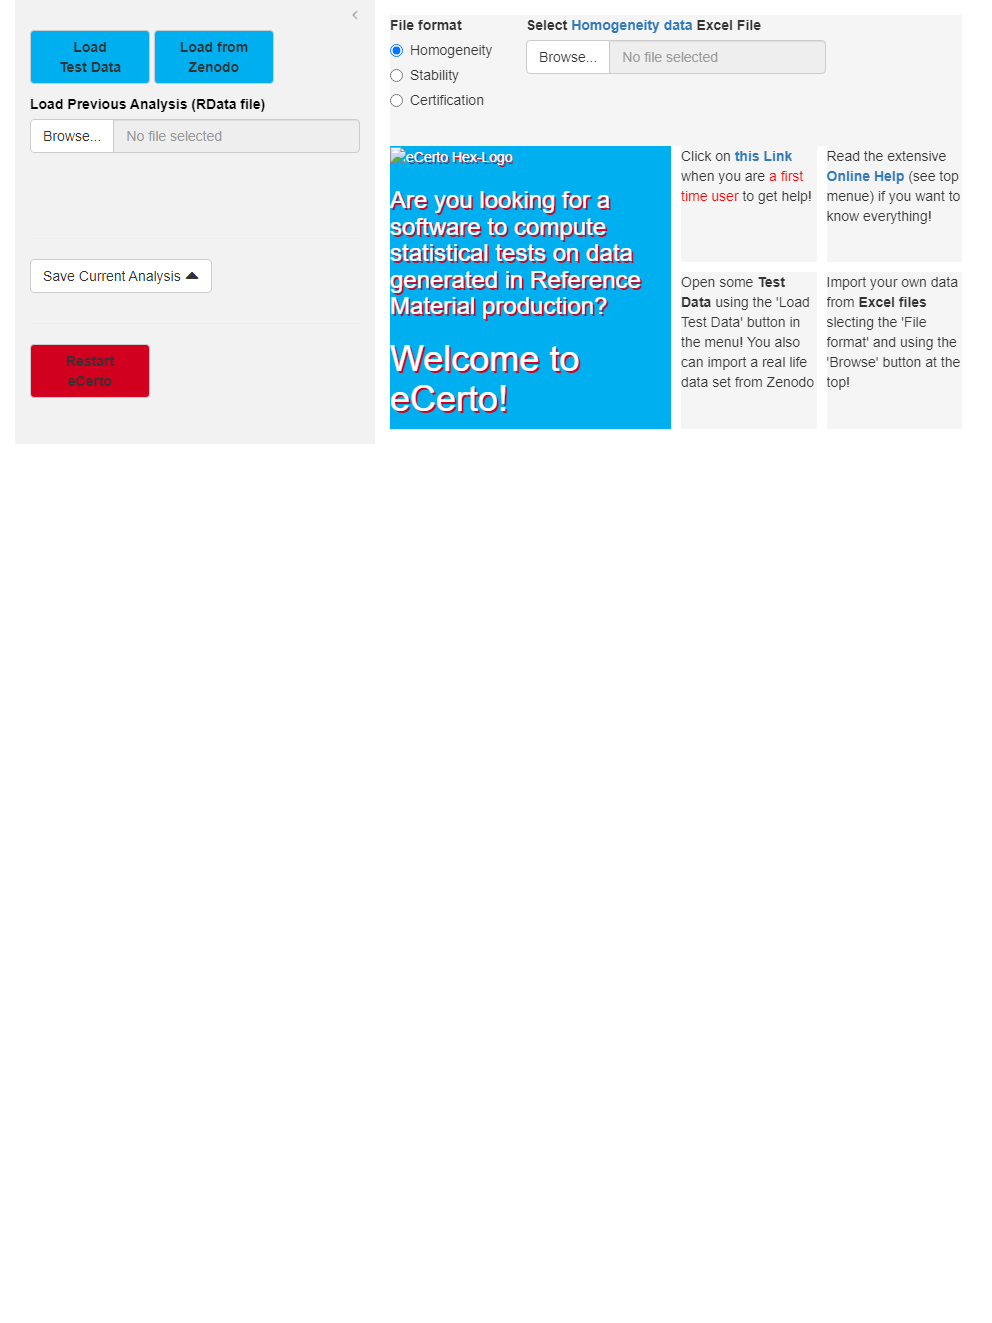 Load
Test Data
Load from
Zenodo
Load Previous Analysis (RData file)
Browse...
No file selected
Save Current Analysis
Restart
eCerto
File format
Homogeneity
Stability
Certification
Select Homogeneity data Excel File
Browse...
No file selected
eCerto Hex-Logo
Are you looking for a
software to compute
statistical tests on data
generated in Reference
Material production?
Welcome to
eCerto!
Click on this Link
when you are a first
time user to get help!
Read the extensive
Online Help (see top
menue) if you want to
know everything!
Open some Test
Data using the 'Load
Test Data' button in
the menu! You also
can import a real life
data set from Zenodo
Import your own data
from Excel files
slecting the 'File
format' and using the
'Browse' button at the
top!